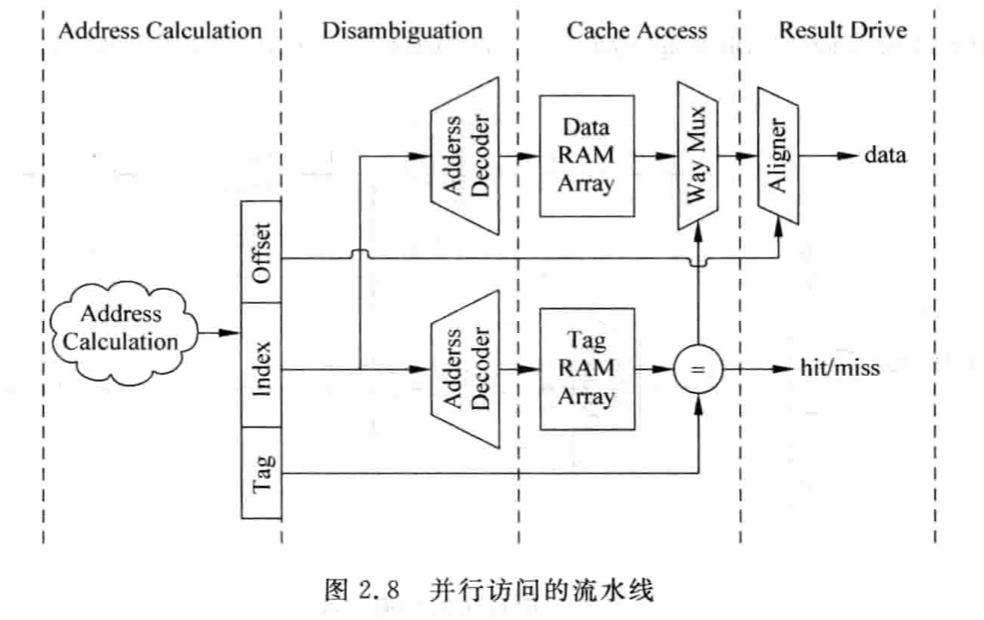 Address Calculation
Disambiguation
Cache Access
Result Drive
Adderss
Decoder
Data
RAM
Array
Way Mux
Aligner
data
Offset
Address
Calculation
Index
Adderss
Decoder
Tag
RAM
Array
=
hit/miss
Tag
图 2.8 并行访问的流水线